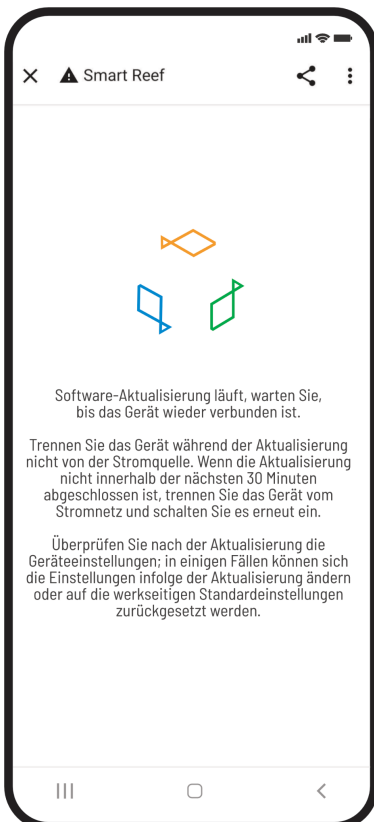 Smart Reef
Software-Aktualisierung läuft, warten Sie,
bis das Gerät wieder verbunden ist.
Trennen Sie das Gerät während der Aktualisierung
nicht von der Stromquelle. Wenn die Aktualisierung
nicht innerhalb der nächsten 30 Minuten
abgeschlossen ist, trennen Sie das Gerät vom
Stromnetz und schalten Sie es erneut ein.
Überprüfen Sie nach der Aktualisierung die
Geräteeinstellungen; in einigen Fällen können sich
die Einstellungen infolge der Aktualisierung ändern
oder auf die werkseitigen Standardeinstellungen
zurückgesetzt werden.